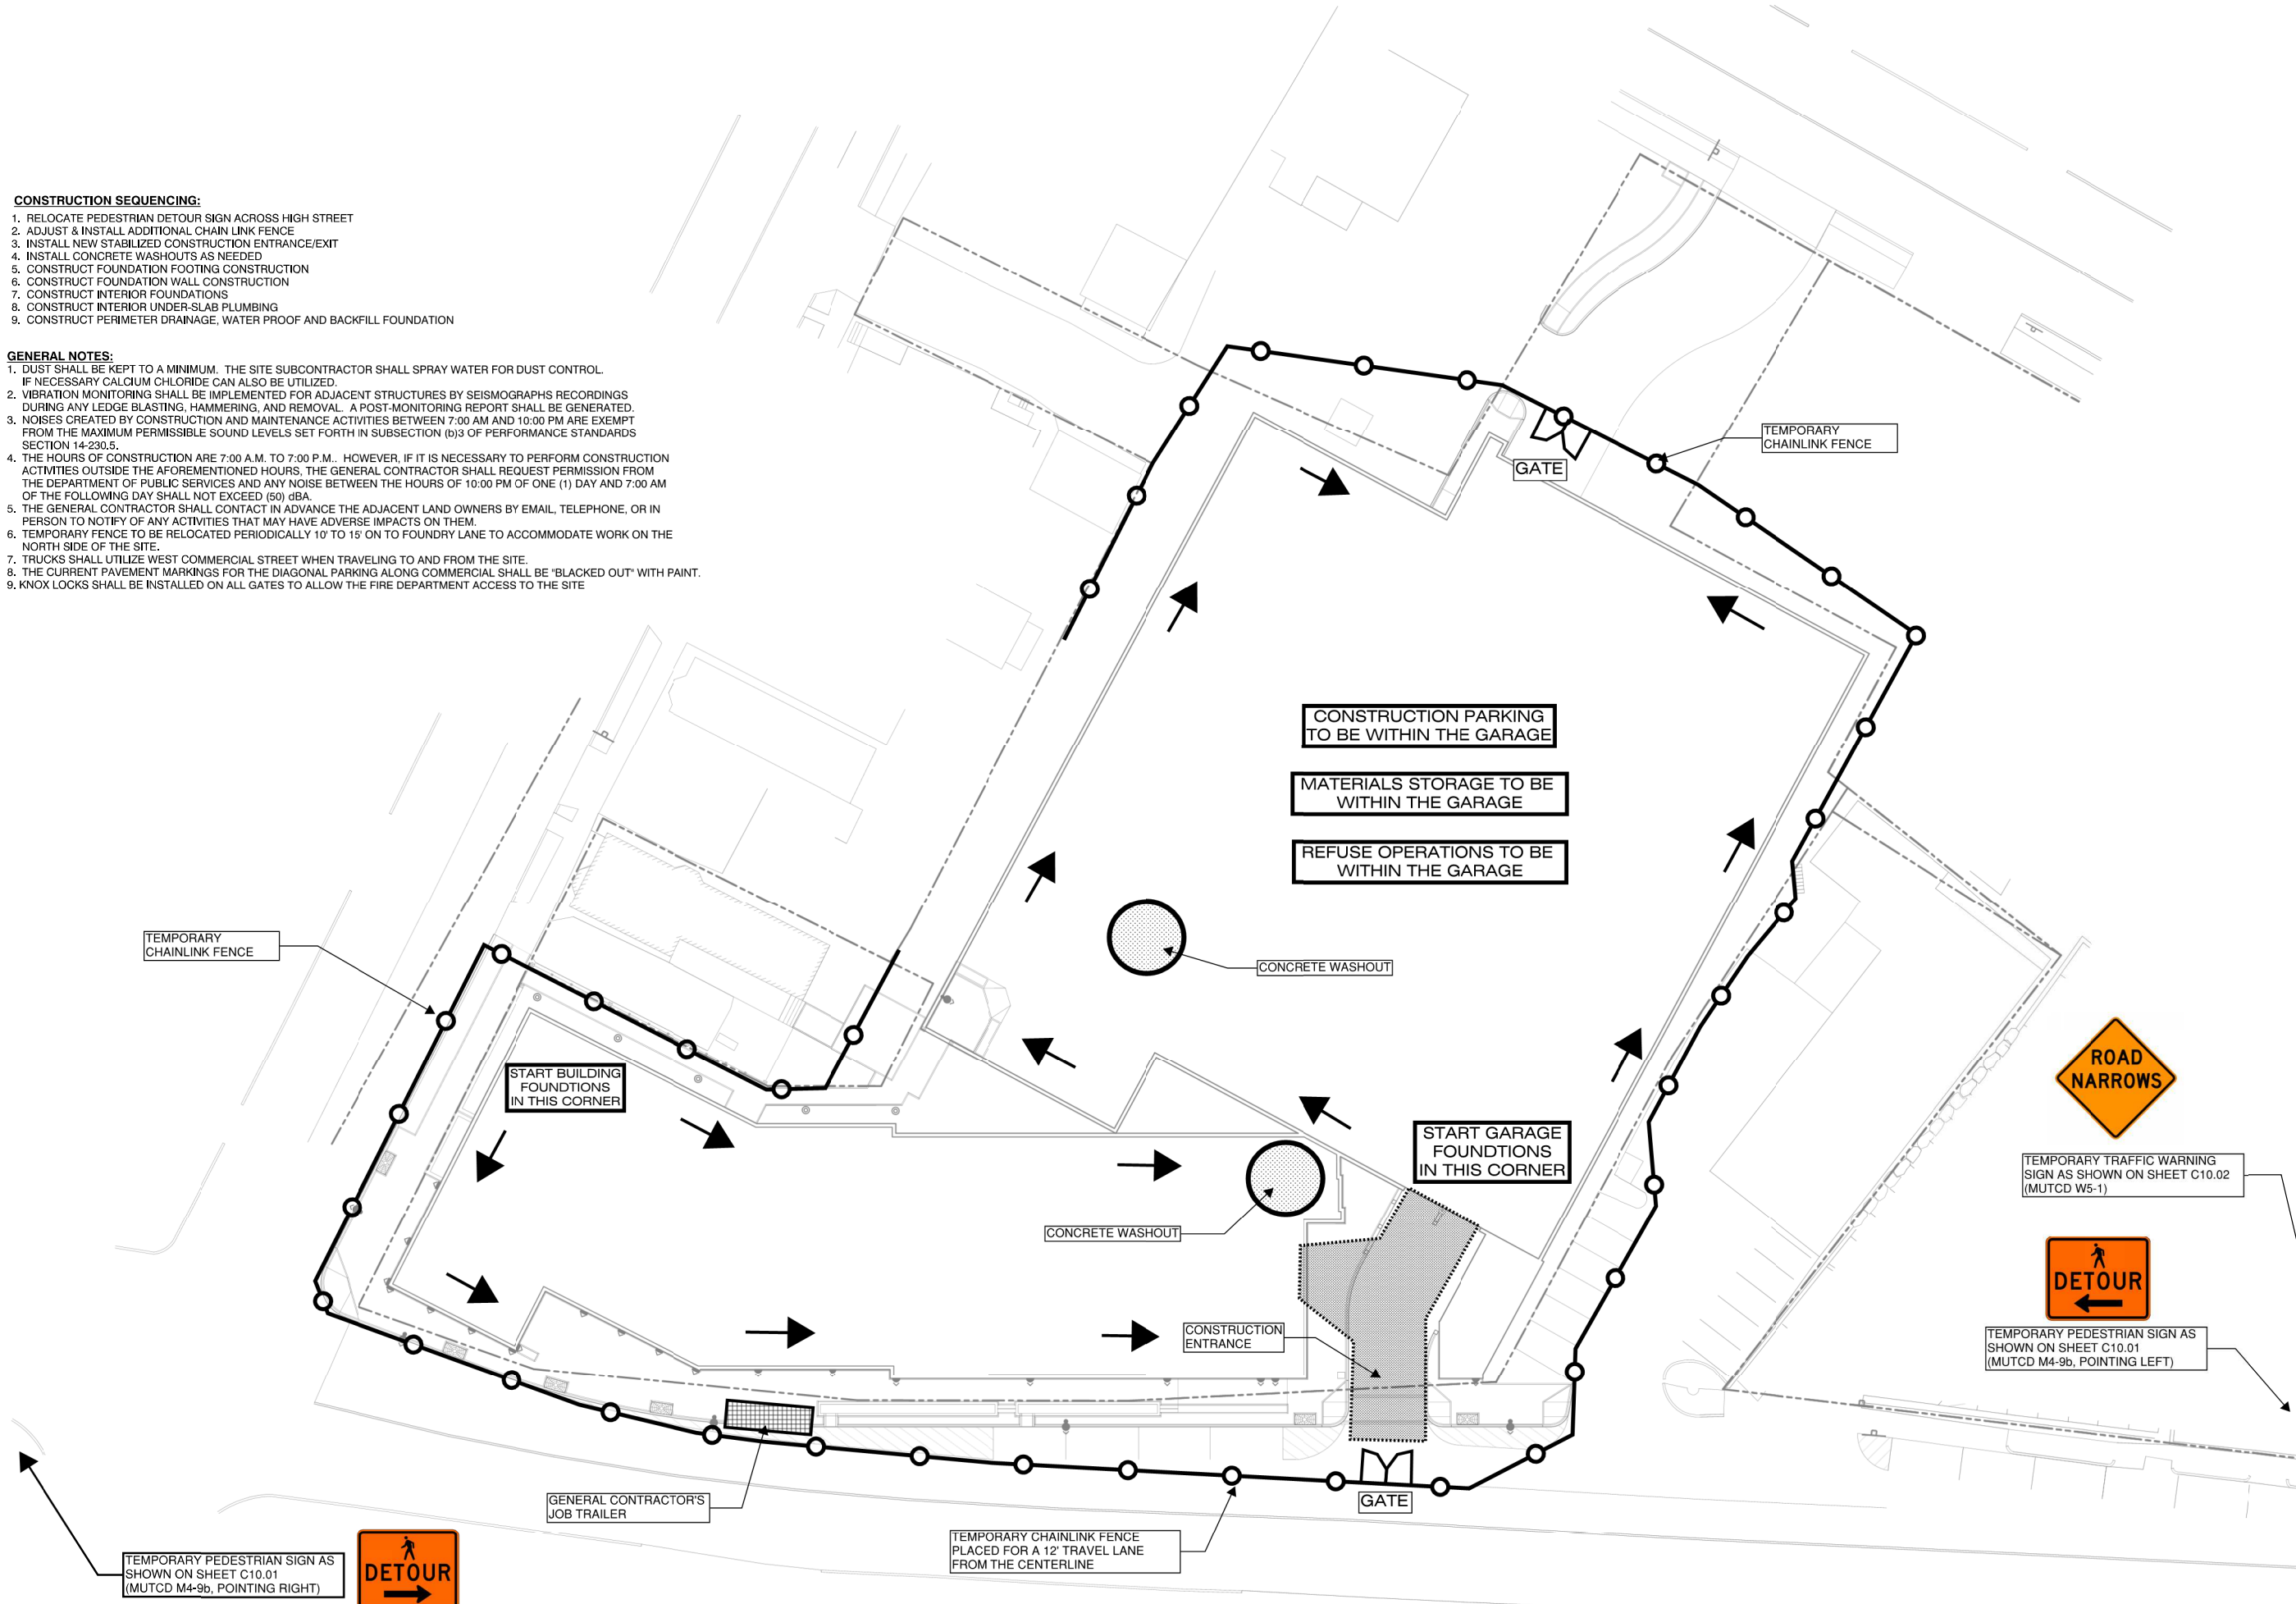 CONSTRUCTION SEQUENCING:
1. RELOCATE PEDESTRIAN DETOUR SIGN ACROSS HIGH STREET
2. ADJUST & INSTALL ADDITIONAL CHAIN LINK FENCE
3. INSTALL NEW STABILIZED CONSTRUCTION ENTRANCE/EXIT
4. INSTALL CONCRETE WASHOUTS AS NEEDED
5. CONSTRUCT FOUNDATION FOOTING CONSTRUCTION
6. CONSTRUCT FOUNDATION WALL CONSTRUCTION
7. CONSTRUCT INTERIOR FOUNDATIONS
8. CONSTRUCT INTERIOR UNDER-SLAB PLUMBING
9. CONSTRUCT PERIMETER DRAINAGE, WATER PROOF AND BACKFILL FOUNDATION
GENERAL NOTES:
1. DUST SHALL BE KEPT TO A MINIMUM. THE SITE SUBCONTRACTOR SHALL SPRAY WATER FOR DUST CONTROL.
IF NECESSARY CALCIUM CHLORIDE CAN ALSO BE UTILIZED.
2. VIBRATION MONITORING SHALL BE IMPLEMENTED FOR ADJACENT STRUCTURES BY SEISMOGRAPHS RECORDINGS
DURING ANY LEDGE BLASTING, HAMMERING, AND REMOVAL. A POST-MONITORING REPORT SHALL BE GENERATED.
3. NOISES CREATED BY CONSTRUCTION AND MAINTENANCE ACTIVITIES BETWEEN 7:00 AM AND 10:00 PM ARE EXEMPT
FROM THE MAXIMUM PERMISSIBLE SOUND LEVELS SET FORTH IN SUBSECTION (b)3 OF PERFORMANCE STANDARDS
SECTION 14-230.5.
4. THE HOURS OF CONSTRUCTION ARE 7:00 A.M. TO 7:00 P.M.. HOWEVER, IF IT IS NECESSARY TO PERFORM CONSTRUCTION
ACTIVITIES OUTSIDE THE AFOREMENTIONED HOURS, THE GENERAL CONTRACTOR SHALL REQUEST PERMISSION FROM
THE DEPARTMENT OF PUBLIC SERVICES AND ANY NOISE BETWEEN THE HOURS OF 10:00 PM OF ONE (1) DAY AND 7:00 AM
OF THE FOLLOWING DAY SHALL NOT EXCEED (50) dBA.
5. THE GENERAL CONTRACTOR SHALL CONTACT IN ADVANCE THE ADJACENT LAND OWNERS BY EMAIL, TELEPHONE, OR IN
PERSON TO NOTIFY OF ANY ACTIVITIES THAT MAY HAVE ADVERSE IMPACTS ON THEM.
6. TEMPORARY FENCE TO BE RELOCATED PERIODICALLY 10' TO 15' ON TO FOUNDRY LANE TO ACCOMMODATE WORK ON THE
NORTH SIDE OF THE SITE.
7. TRUCKS SHALL UTILIZE WEST COMMERCIAL STREET WHEN TRAVELING TO AND FROM THE SITE.
8. THE CURRENT PAVEMENT MARKINGS FOR THE DIAGONAL PARKING ALONG COMMERCIAL SHALL BE "BLACKED OUT" WITH PAINT.
9. KNOX LOCKS SHALL BE INSTALLED ON ALL GATES TO ALLOW THE FIRE DEPARTMENT ACCESS TO THE SITE
TEMPORARY
CHAINLINK FENCE
GATE
CONSTRUCTION PARKING
TO BE WITHIN THE GARAGE
MATERIALS STORAGE TO BE
WITHIN THE GARAGE
REFUSE OPERATIONS TO BE
WITHIN THE GARAGE
TEMPORARY
CHAINLINK FENCE
CONCRETE WASHOUT
START BUILDING
FOUNDTIONS
IN THIS CORNER
START GARAGE
FOUNDTIONS
IN THIS CORNER
ROAD
NARROWS
TEMPORARY TRAFFIC WARNING
SIGN AS SHOWN ON SHEET C10.02
(MUTCD W5-1)
CONCRETE WASHOUT
DETOUR
CONSTRUCTION
ENTRANCE
TEMPORARY PEDESTRIAN SIGN AS
SHOWN ON SHEET C10.01
(MUTCD M4-9b, POINTING LEFT)
GENERAL CONTRACTOR'S
JOB TRAILER
GATE
TEMPORARY CHAINLINK FENCE
PLACED FOR A 12' TRAVEL LANE
FROM THE CENTERLINE
TEMPORARY PEDESTRIAN SIGN AS
SHOWN ON SHEET C10.01
(MUTCD M4-9b, POINTING RIGHT)
DETOUR